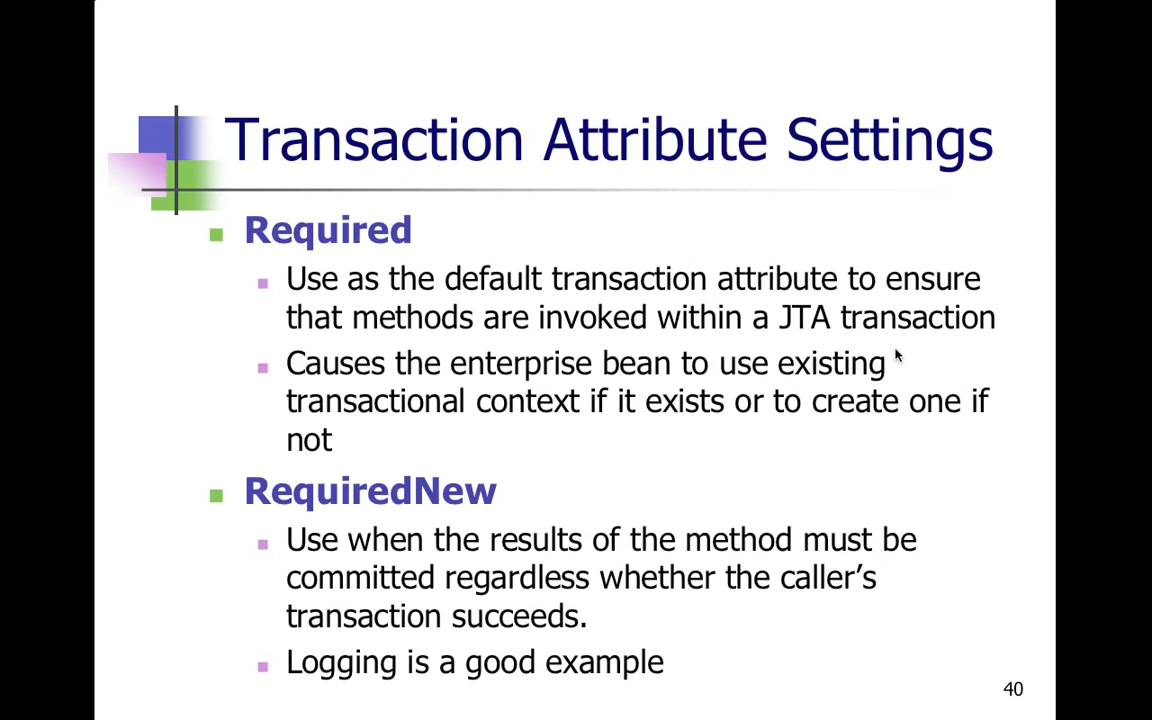 Transaction Attribute Settings
Required
Use as the default transaction attribute to ensure
that methods are invoked within a JTA transaction
Causes the enterprise bean to use existing
transactional context if it exists or to create one if
not
RequiredNew
Use when the results of the method must be
committed regardless whether the caller’s
transaction succeeds.
Logging is a good example
40